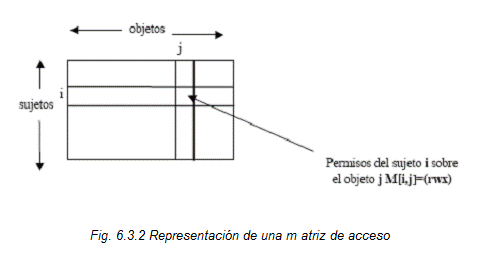 objetos
j
i
sujetos
Permisos del sujeto i sobre
el objeto j M[i,j]=(rwx)
Fig. 6.3.2 Representación de una m atriz de acceso